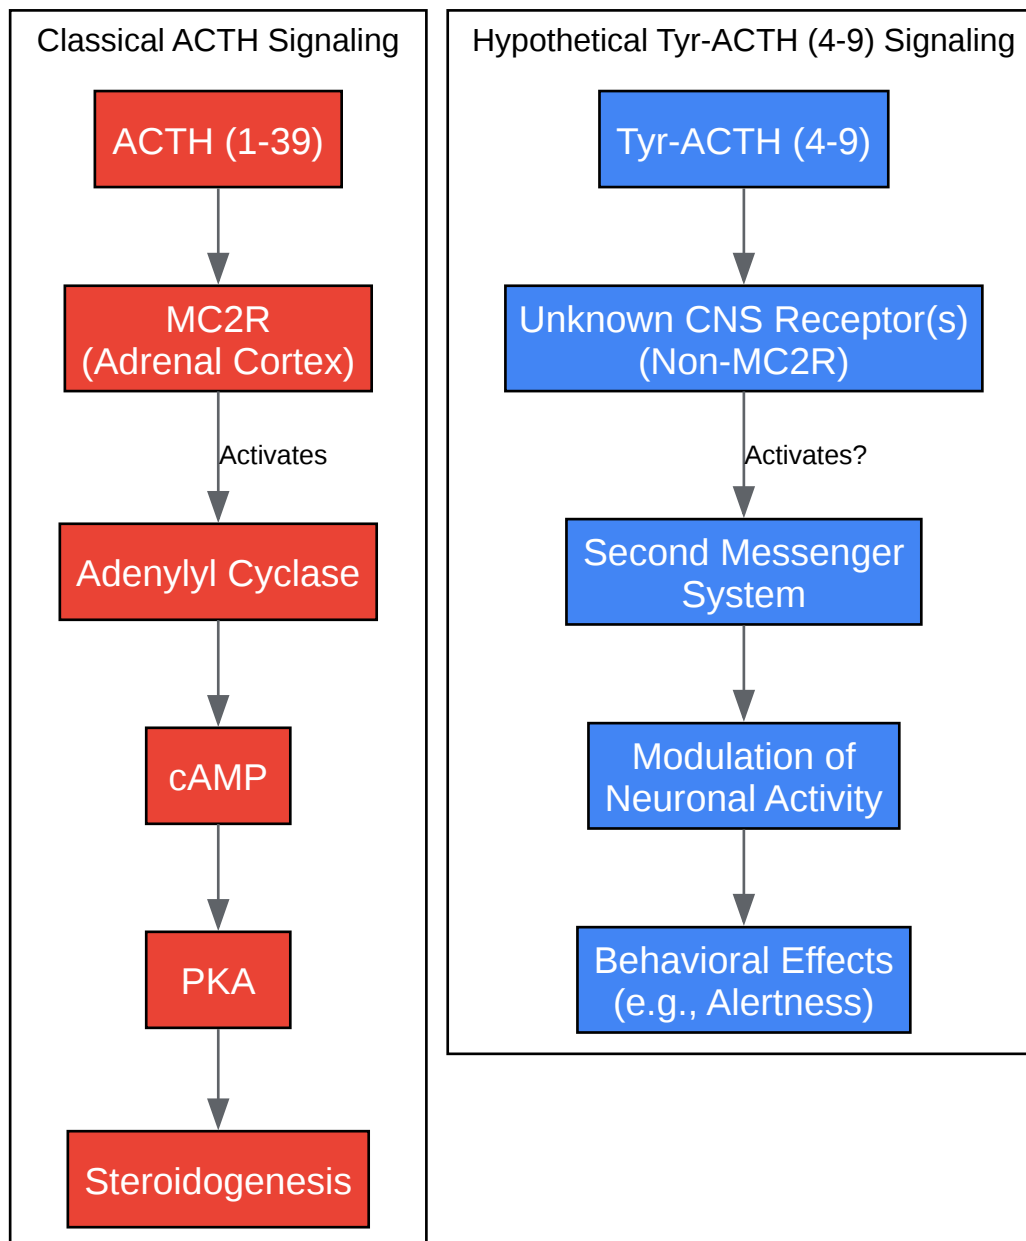 Classical ACTH Signaling
ACTH (1-39)
MC2R
(Adrenal Cortex)
Activates
Adenylyl Cyclase
cAMP
PKA
Steroidogenesis
Hypothetical Tyr-ACTH (4-9) Signaling
Tyr-ACTH (4-9)
Unknown CNS Receptor(s)
(Non-MC2R)
Activates?
Second Messenger
System
Modulation of
Neuronal Activity
Behavioral Effects
(e.g., Alertness)